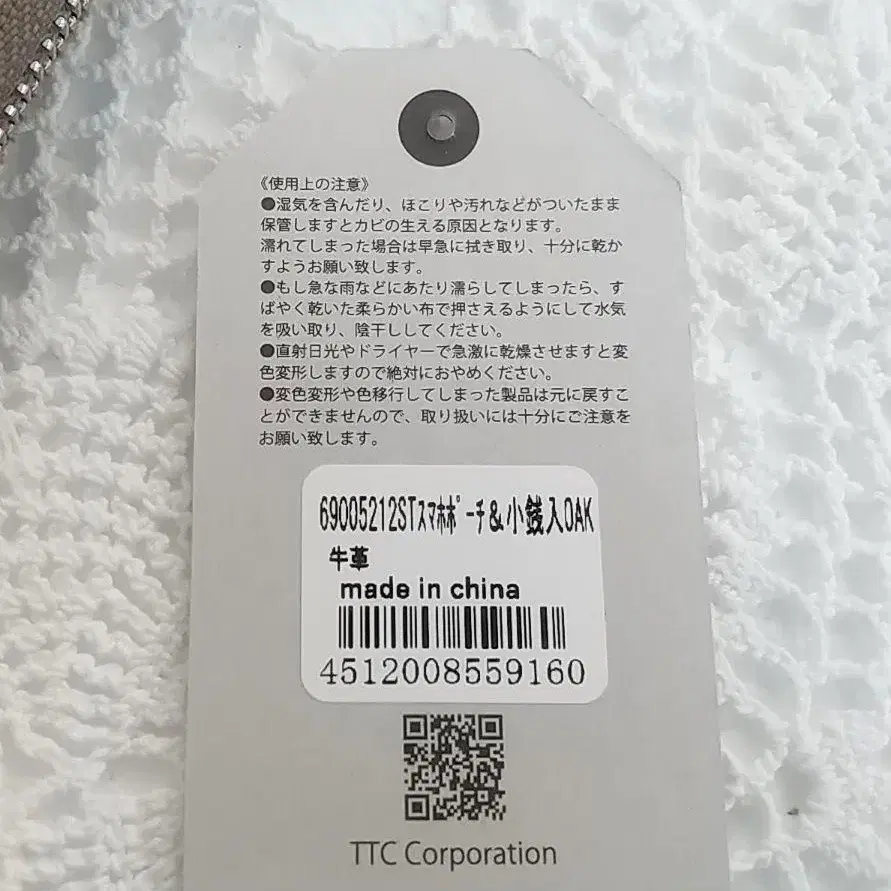 《使用上の注意》
●湿気を含んだり、ほこりや汚れなどがついたまま
保管しますとカビの生える原因となります。
濡れてしまった場合は早急に拭き取り、十分に乾か
すようお願い致します。
●もし急な雨などにあたり濡らしてしまったら、す
ばやく乾いた柔らかい布で押さえるようにして水気
を吸い取り、陰干ししてください。
●直射日光やドライヤーで急激に乾燥させますと変
色変形しますので絶対におやめください。
●変色変形や色移行してしまった製品は元に戻すこ
とができませんので、取り扱いには十分にご注意を
お願い致します。
69005212STｽﾏﾎﾎﾟｰﾁ&小銭入OAK
牛革
made in china
4512008559160
TTC Corporation